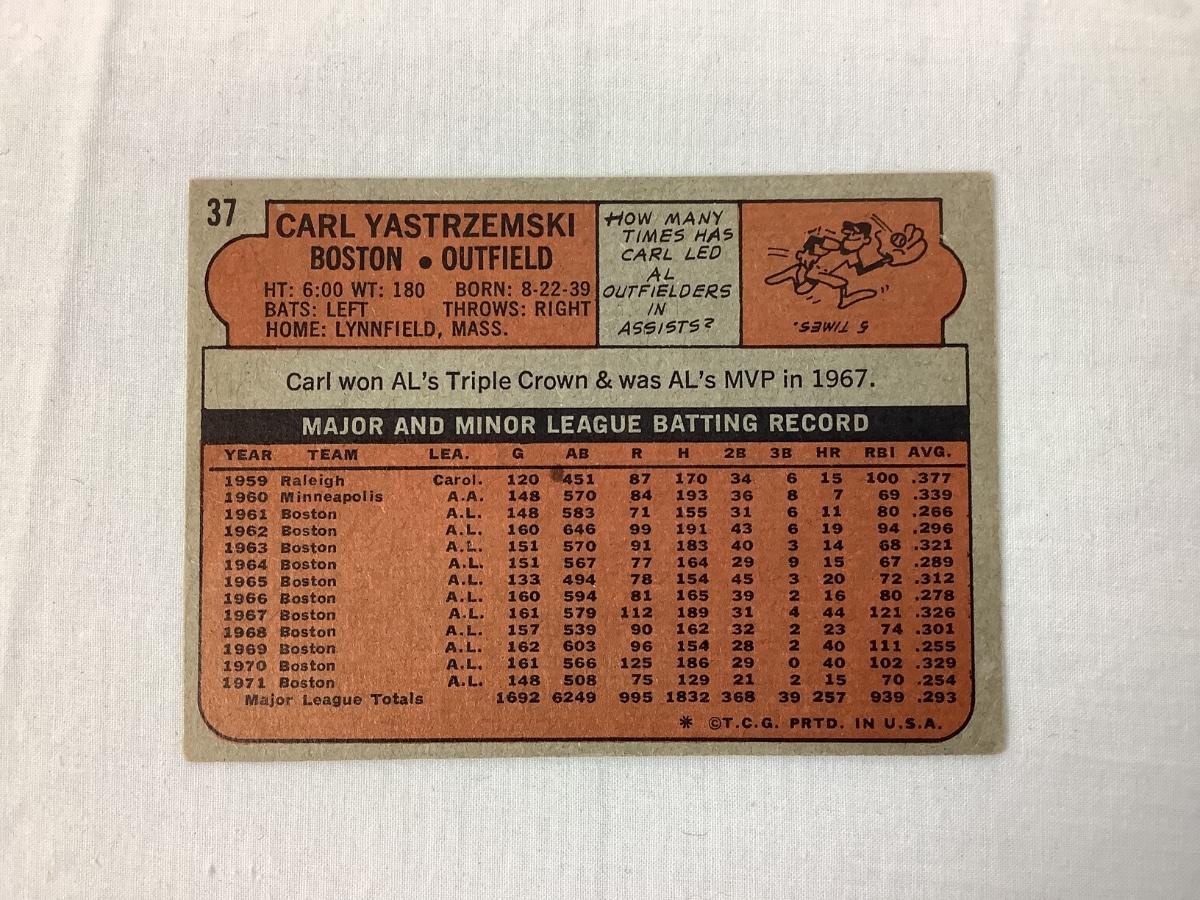 37
CARL YASTRZEMSKI
BOSTON • OUTFIELD
HT: 6:00 WT: 180 BORN: 8-22-39
BATS: LEFT THROWS: RIGHT
HOME: LYNNFIELD, MASS.
HOW MANY
TIMES HAS
CARL LED
AL
OUTFIELDERS
IN
ASSISTS?
5 TIMES.
Carl won AL's Triple Crown & was AL's MVP in 1967.
MAJOR AND MINOR LEAGUE BATTING RECORD
YEAR TEAM LEA. G AB R H 2B 3B HR RBI AVG.
1959 Raleigh Carol. 120 451 87 170 34 6 15 100 .377
1960 Minneapolis A.A. 148 570 84 193 36 8 7 69 .339
1961 Boston A.L. 148 583 71 155 31 6 11 80 .266
1962 Boston A.L. 160 646 99 191 43 6 19 94 .296
1963 Boston A.L. 151 570 91 183 40 3 14 68 .321
1964 Boston A.L. 151 567 77 164 29 9 15 67 .289
1965 Boston A.L. 133 494 78 154 45 3 20 72 .312
1966 Boston A.L. 160 594 81 165 39 2 16 80 .278
1967 Boston A.L. 161 579 112 189 31 4 44 121 .326
1968 Boston A.L. 157 539 90 162 32 2 23 74 .301
1969 Boston A.L. 162 603 96 154 28 2 40 111 .255
1970 Boston A.L. 161 566 125 186 29 0 40 102 .329
1971 Boston A.L. 148 508 75 129 21 2 15 70 .254
Major League Totals 1692 6249 995 1832 368 39 257 939 .293
* ©T.C.G. PRTD. IN U.S.A.